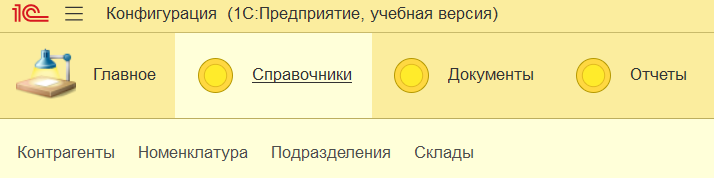 1С Конфигурация (1С:Предприятие, учебная версия)
Главное Справочники Документы Отчеты
Контрагенты Номенклатура Подразделения Склады